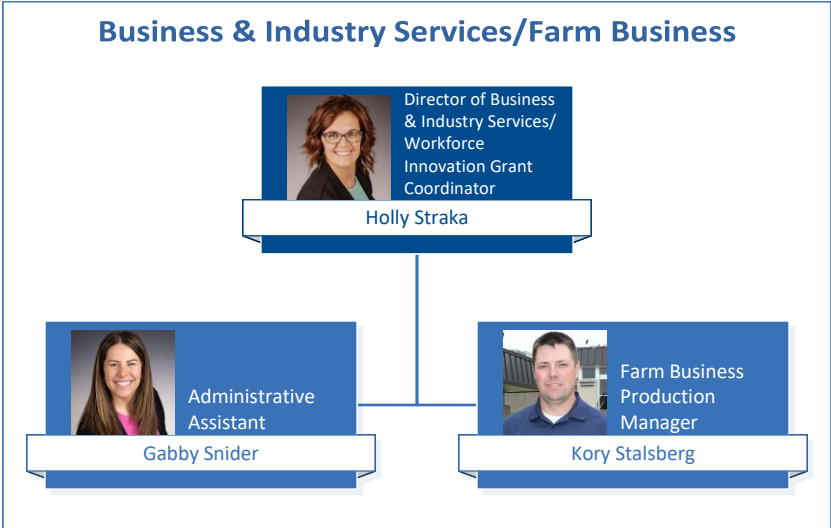 Business & Industry Services/Farm Business
Director of Business
& Industry Services/
Workforce
Innovation Grant
Coordinator
Holly Straka
Administrative
Assistant
Gabby Snider
Farm Business
Production
Manager
Kory Stalsberg